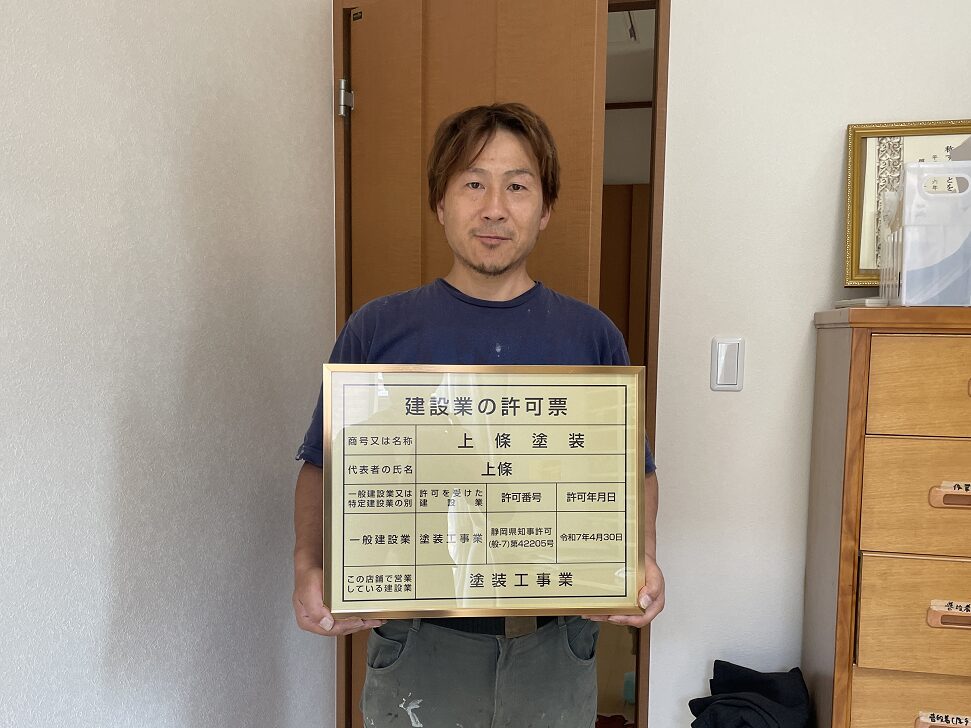 建設業の許可票
商号又は名称
上條塗装
代表者の氏名
上條
一般建設業又は
特定建設業の別
許可を受けた
建設業
許可番号
許可年月日
一般建設業
塗装工事業
静岡県知事許可
(般-7)第42205号
令和7年4月30日
この店舗で営業
している建設業
塗装工事業